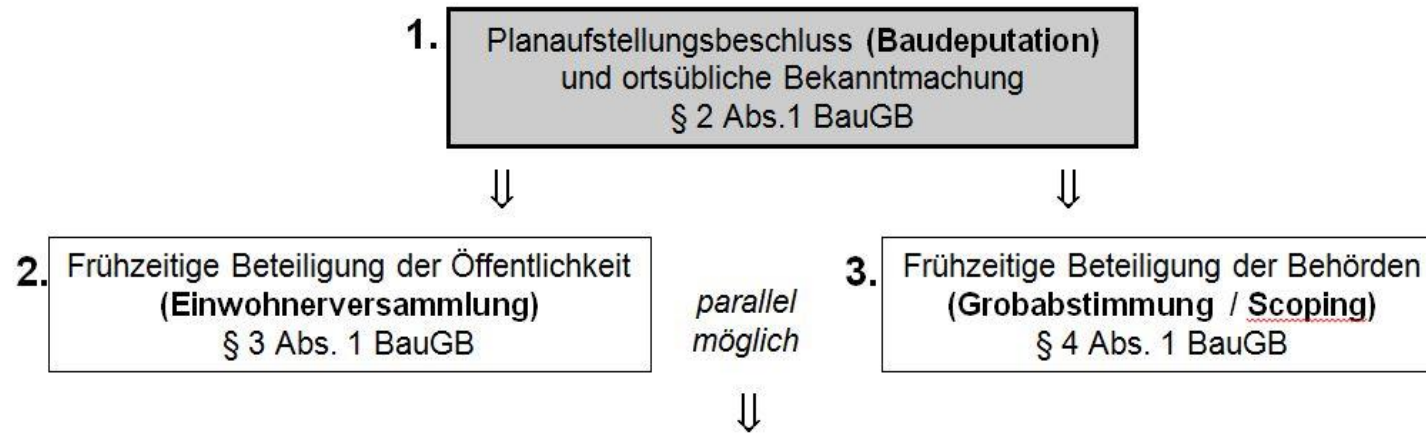 1. Planaufstellungsbeschluss (Baudeputation)
und ortsübliche Bekanntmachung
§ 2 Abs.1 BauGB
⇓ ⇓
2. Frühzeitige Beteiligung der Öffentlichkeit
(Einwohnerversammlung)
§ 3 Abs. 1 BauGB
parallel
möglich
3. Frühzeitige Beteiligung der Behörden
(Grobabstimmung / Scoping)
§ 4 Abs. 1 BauGB
⇓